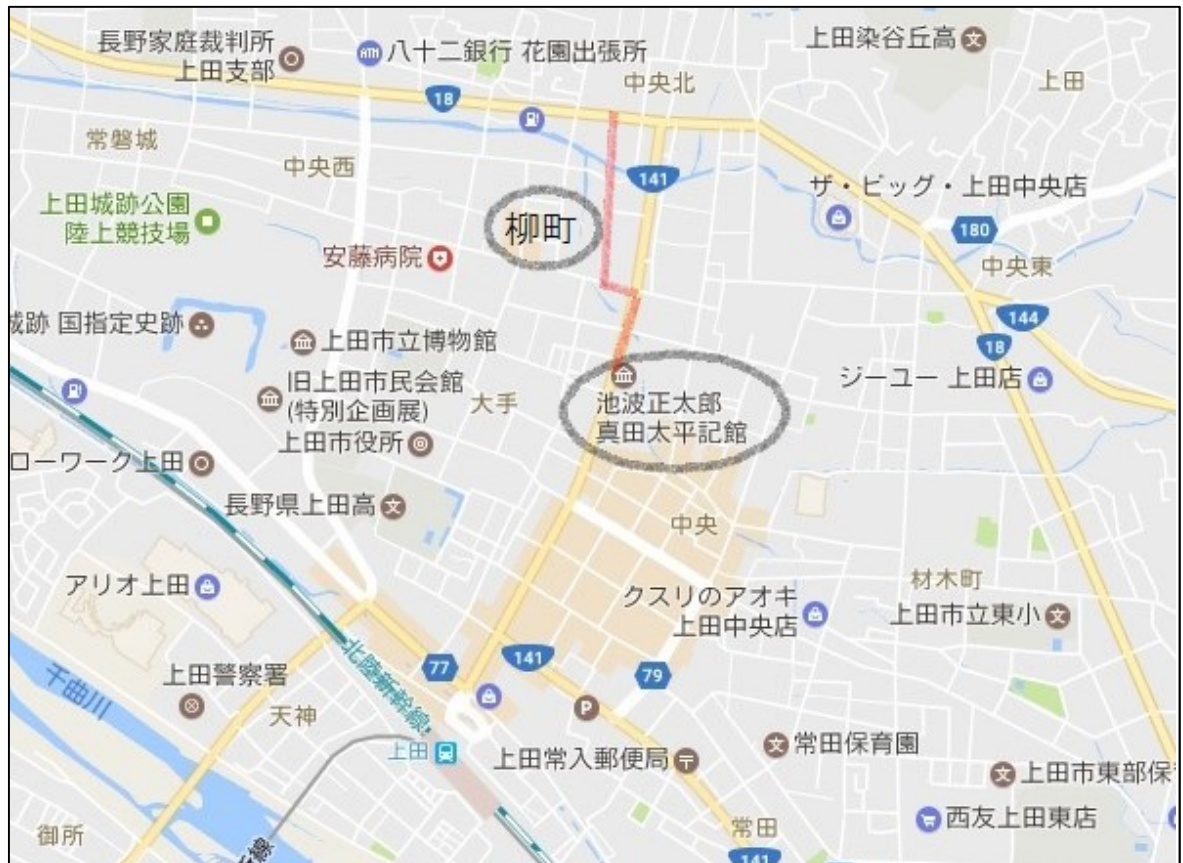 長野家庭裁判所
上田支部
八十二銀行 花園出張所
ATM
中央北
上田染谷丘高
上田
18
常磐城
中央西
141
ザ・ビッグ・上田中央店
上田城跡公園
陸上競技場
柳町
180
安藤病院
中央東
144
城跡 国指定史跡
上田市立博物館
18
旧上田市民会館
(特別企画展)
大手
池波正太郎
真田太平記館
ジーユー 上田店
上田市役所
ローワーク上田
長野県上田高
中央
アリオ上田
クスリのアオキ
上田中央店
材木町
上田市立東小
北陸新幹線
77
141
79
上田警察署
千曲川
天神
P
上田
上田常入郵便局
常田保育園
上田市東部保
西友上田東店
御所
常田
141